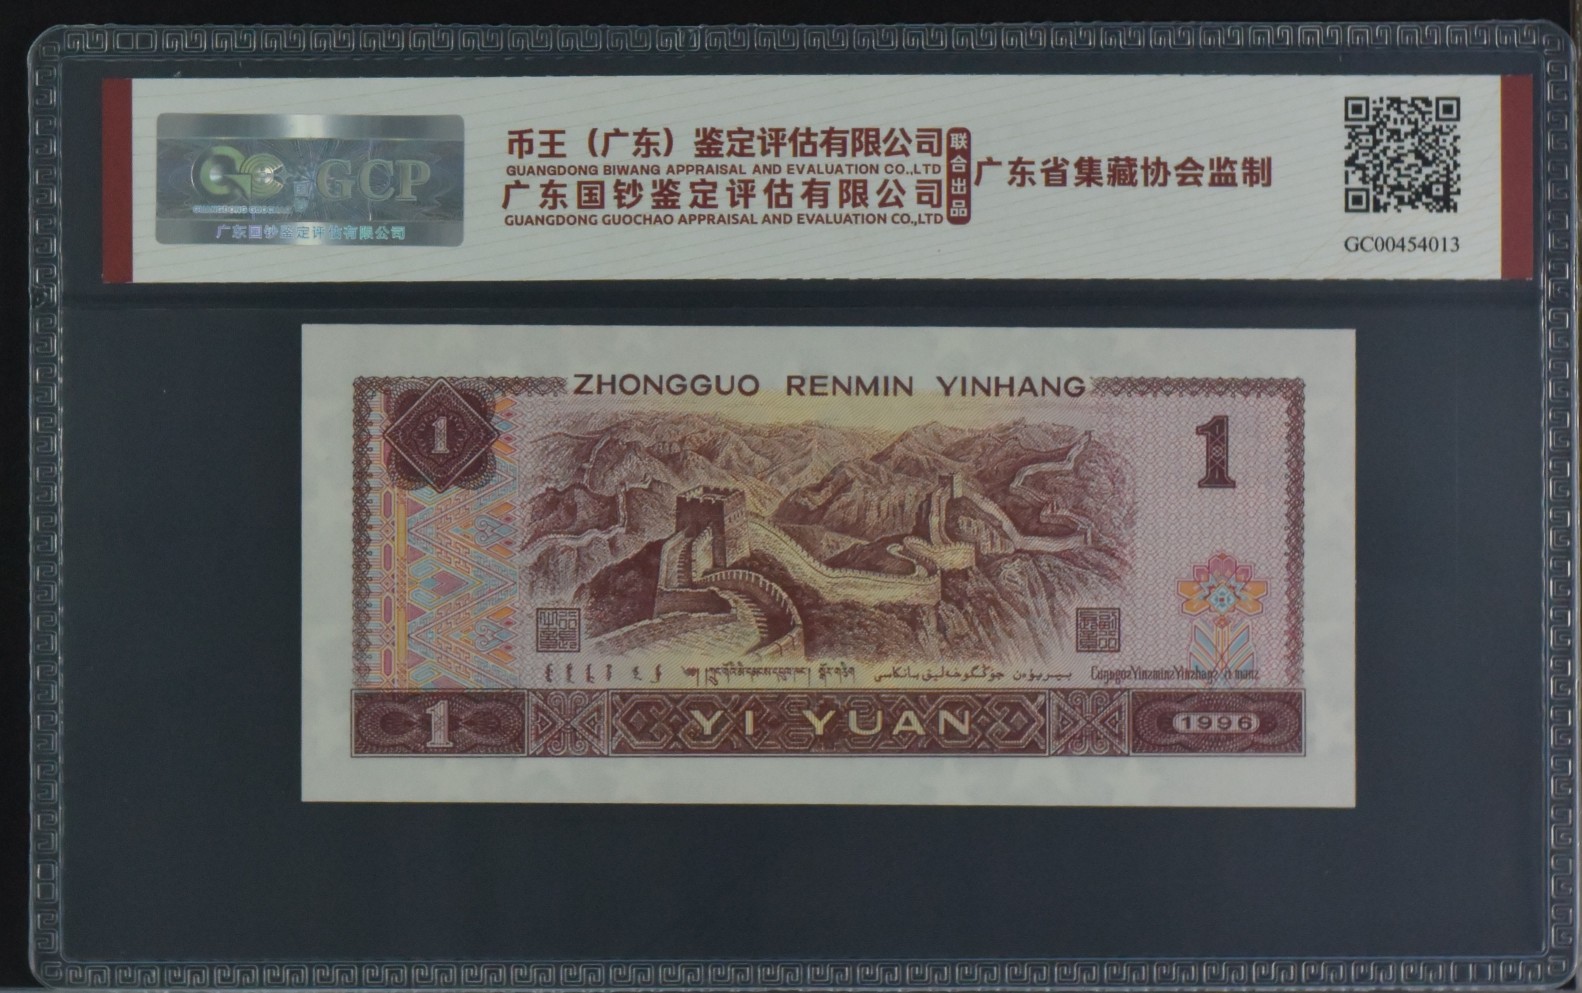 GCP
广东国钞鉴定评估有限公司
币王（广东）鉴定评估有限公司
GUANGDONG BIWANG APPRAISAL AND EVALUATION CO.,LTD
广东国钞鉴定评估有限公司
GUANGDONG GUOCHAO APPRAISAL AND EVALUATION CO.,LTD
联合出品
广东省集藏协会监制
GC00454013
ZHONGGUO RENMIN YINHANG
1
1
1
YI YUAN
1996